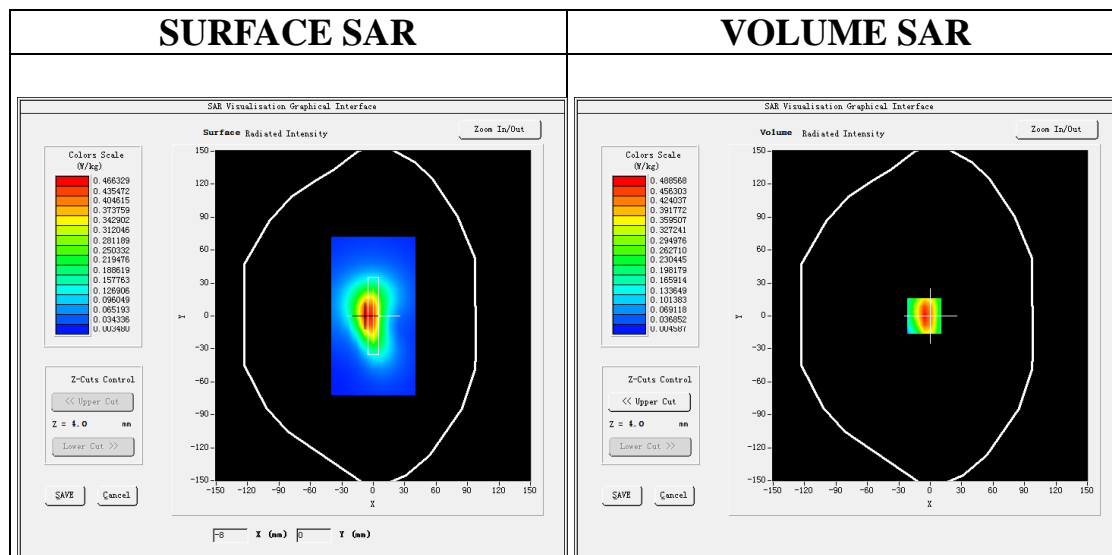 SURFACE SAR
VOLUME SAR
SAR Visualisation Graphical Interface
Surface Radiated Intensity
Zoom In/Out
Colors Scale
(W/kg)
0.466329
0.435472
0.404615
0.373759
0.342902
0.312046
0.281189
0.250332
0.219476
0.188619
0.157763
0.126906
0.096049
0.065193
0.034336
0.003480
150
120
90
60
30
0
-30
-60
-90
-120
-150
Y
-150 -120 -90 -60 -30 0 30 60 90 120 150
X
Z-Cuts Control
<< Upper Cut
Z = 4.0 mm
Lower Cut >>
SAVE Cancel
-8 X (mm) 0 Y (mm)
SAR Visualisation Graphical Interface
Volume Radiated Intensity
Zoom In/Out
Colors Scale
(W/kg)
0.488568
0.456303
0.424037
0.391772
0.359507
0.327241
0.294976
0.262710
0.230445
0.198179
0.165914
0.133649
0.101383
0.069118
0.036852
0.004587
150
120
90
60
30
0
-30
-60
-90
-120
-150
Y
-150 -120 -90 -60 -30 0 30 60 90 120 150
X
Z-Cuts Control
<< Upper Cut
Z = 4.0 mm
Lower Cut >>
SAVE Cancel